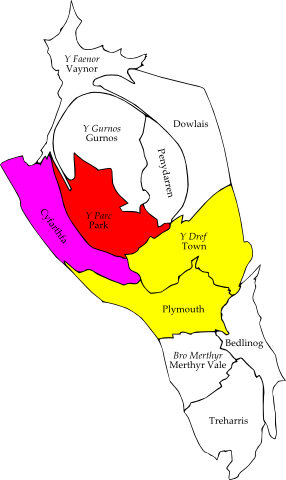 Y Faenor
Vaynor
Dowlais
Y Gurnos
Gurnos
Penydarren
Y Parc
Park
Cyfarthfa
Y Dref
Town
Plymouth
Bedlinog
Bro Merthyr
Merthyr Vale
Treharris